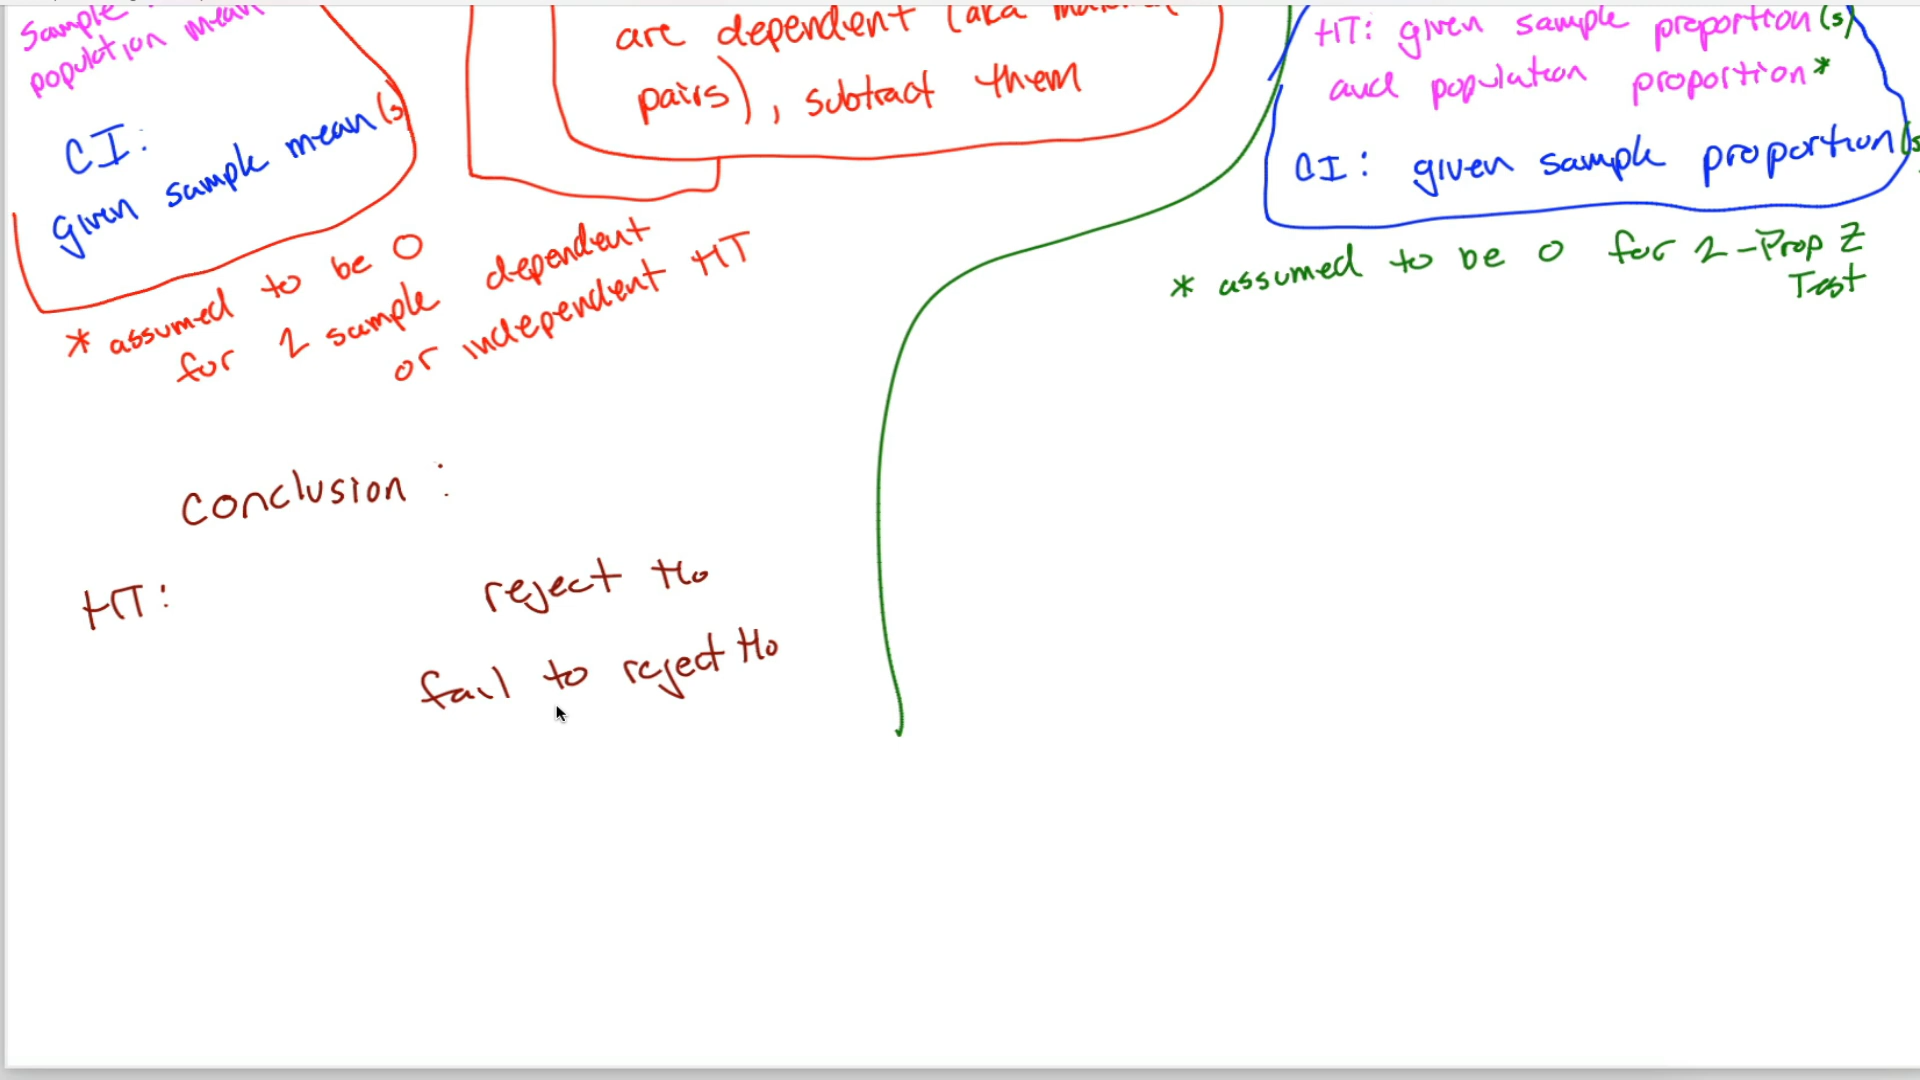 Sample
population mean
CI:
given sample mean(s)
* assumed to be 0
for 2 sample dependent
or independent HT
are dependent (aka
pairs), subtract them
HT: given sample proportion(s)
and population proportion*
CI: given sample proportion(s
* assumed to be 0 for 2-Prop Z
Test
Conclusion:
HT:
reject Ho
fail to reject Ho